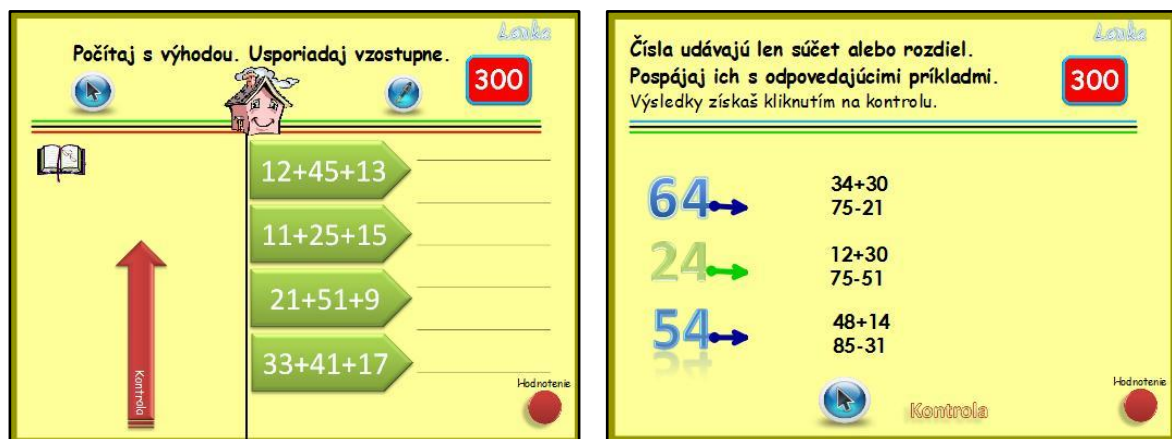 Lenka
Počítaj s výhodou. Usporiadaj vzostupne.
300
12+45+13
11+25+15
21+51+9
33+41+17
Kontrola
Hodnotenie
Lenka
Čísla udávajú len súčet alebo rozdiel.
Pospájaj ich s odpovedajúcimi príkladmi.
300
Výsledky získaš kliknutím na kontrolu.
64
34+30
75-21
24
12+30
75-51
54
48+14
85-31
Kontrola
Hodnotenie